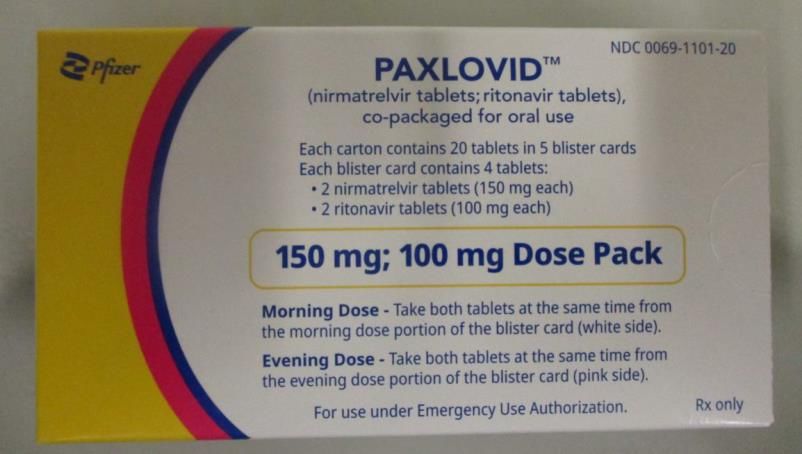 Pfizer
NDC 0069-1101-20
PAXLOVID™
(nirmatrelvir tablets; ritonavir tablets),
co-packaged for oral use
Each carton contains 20 tablets in 5 blister cards
Each blister card contains 4 tablets:
• 2 nirmatrelvir tablets (150 mg each)
• 2 ritonavir tablets (100 mg each)
150 mg; 100 mg Dose Pack
Morning Dose - Take both tablets at the same time from
the morning dose portion of the blister card (white side).
Evening Dose - Take both tablets at the same time from
the evening dose portion of the blister card (pink side).
For use under Emergency Use Authorization.
Rx only